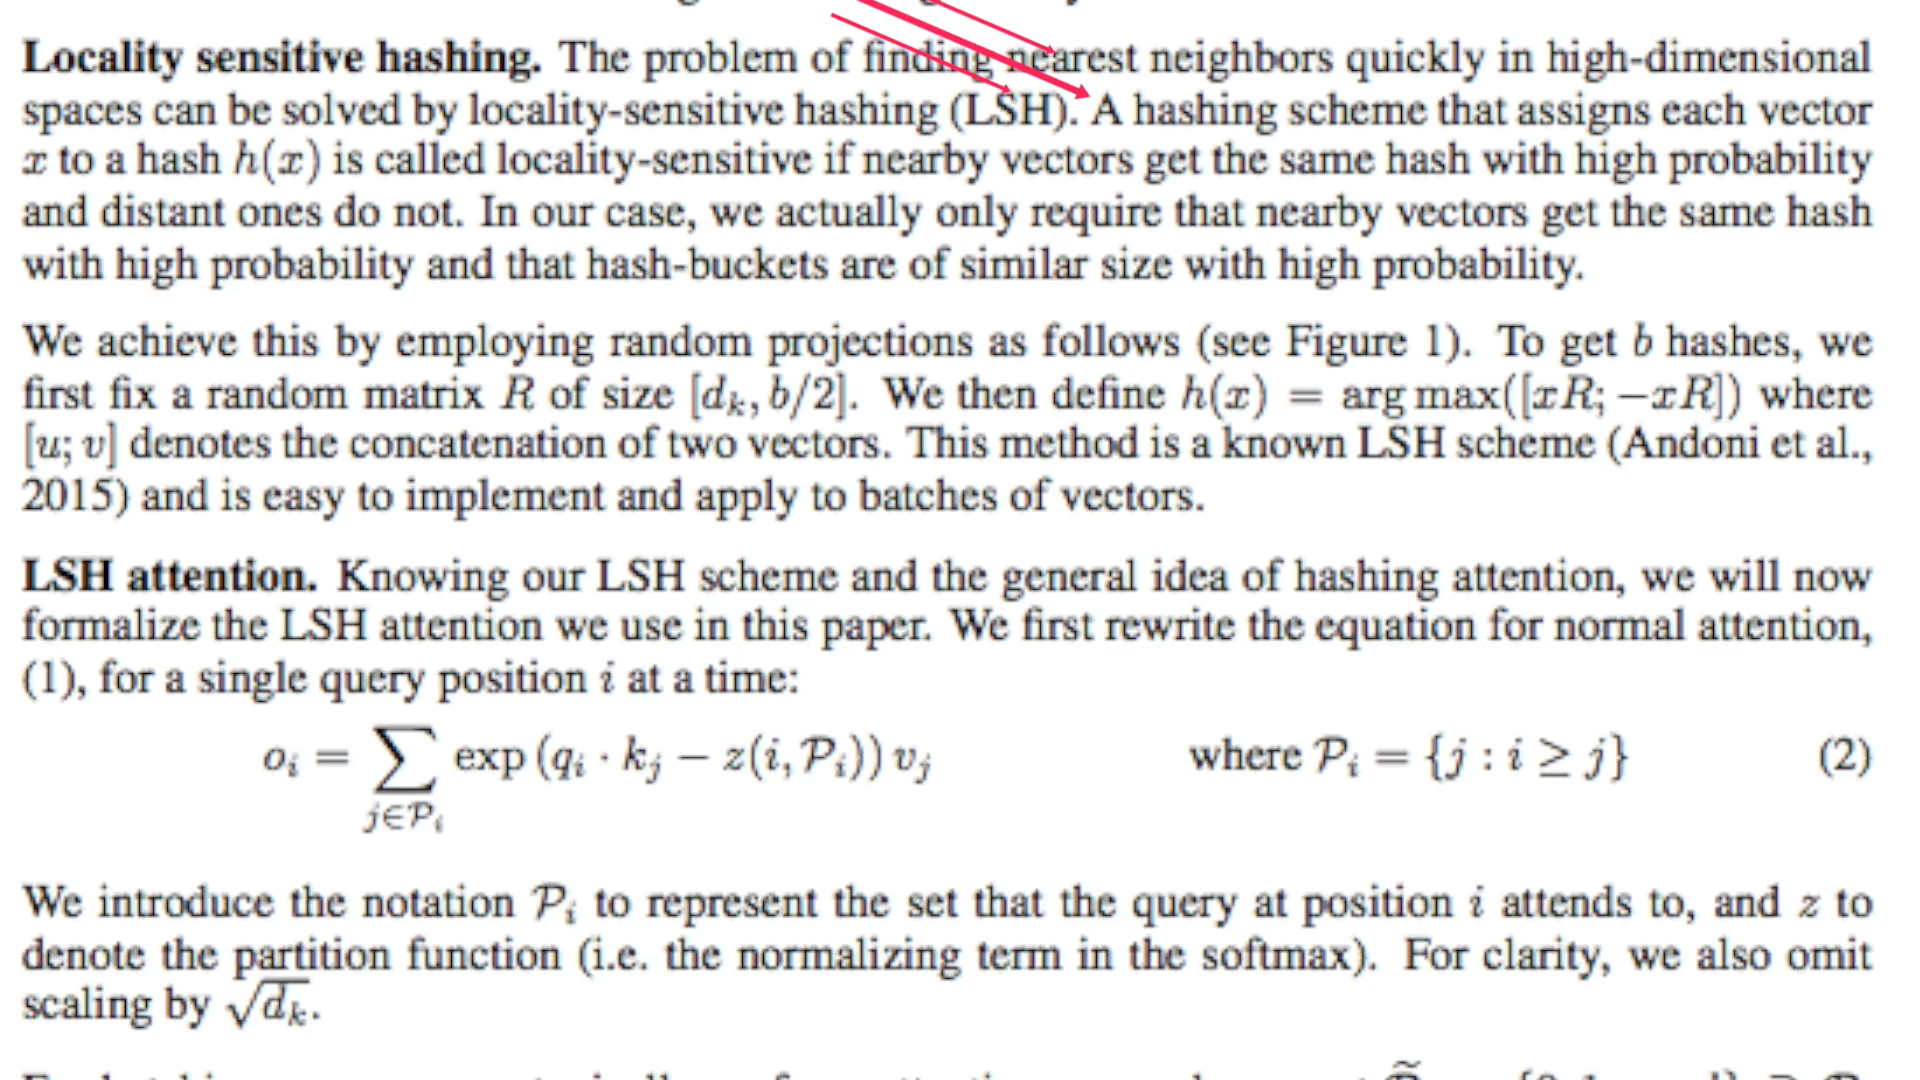 Locality sensitive hashing. The problem of finding nearest neighbors quickly in high-dimensional
spaces can be solved by locality-sensitive hashing (LSH). A hashing scheme that assigns each vector
x to a hash h(x) is called locality-sensitive if nearby vectors get the same hash with high probability
and distant ones do not. In our case, we actually only require that nearby vectors get the same hash
with high probability and that hash-buckets are of similar size with high probability.
We achieve this by employing random projections as follows (see Figure 1). To get b hashes, we
first fix a random matrix R of size [d_k, b/2]. We then define h(x) = arg max([xR; −xR]) where
[u; v] denotes the concatenation of two vectors. This method is a known LSH scheme (Andoni et al.,
2015) and is easy to implement and apply to batches of vectors.
LSH attention. Knowing our LSH scheme and the general idea of hashing attention, we will now
formalize the LSH attention we use in this paper. We first rewrite the equation for normal attention,
(1), for a single query position i at a time:
o_i = ∑_{j∈𝒫_i} exp (q_i · k_j − z(i, 𝒫_i)) v_j where 𝒫_i = {j : i ≥ j} (2)
We introduce the notation 𝒫_i to represent the set that the query at position i attends to, and z to
denote the partition function (i.e. the normalizing term in the softmax). For clarity, we also omit
scaling by √d_k.